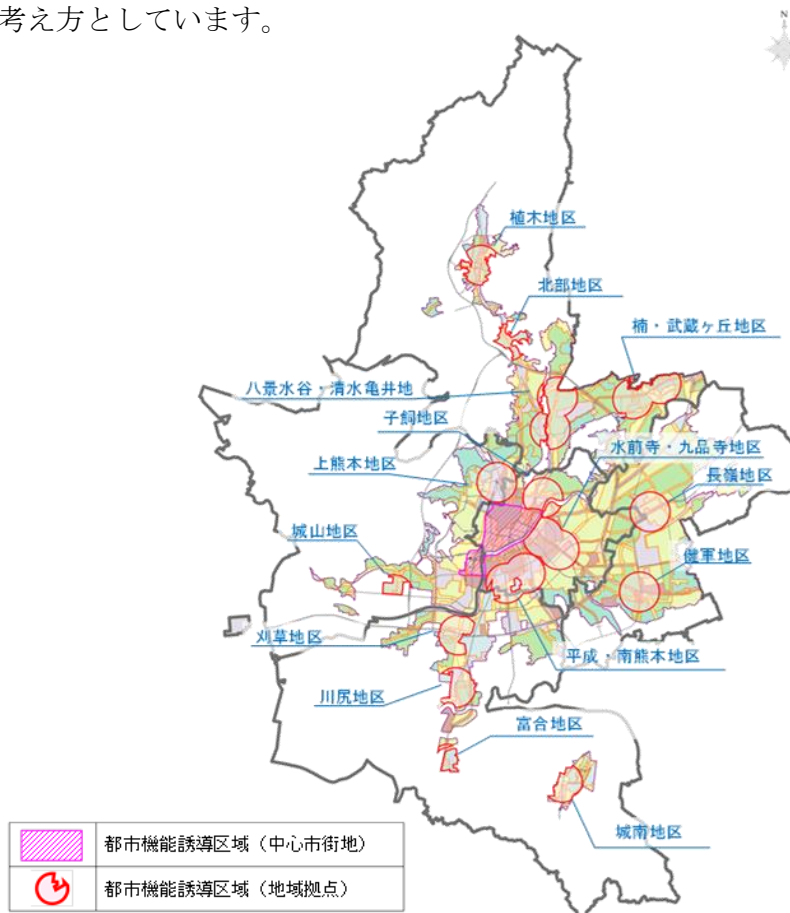 考え方としています。
N
植木地区
北部地区
楠・武蔵ヶ丘地区
八景水谷・清水亀井地
子飼地区
水前寺・九品寺地区
上熊本地区
長嶺地区
城山地区
健軍地区
刈草地区
平成・南熊本地区
川尻地区
富合地区
城南地区
都市機能誘導区域（中心市街地）
都市機能誘導区域（地域拠点）